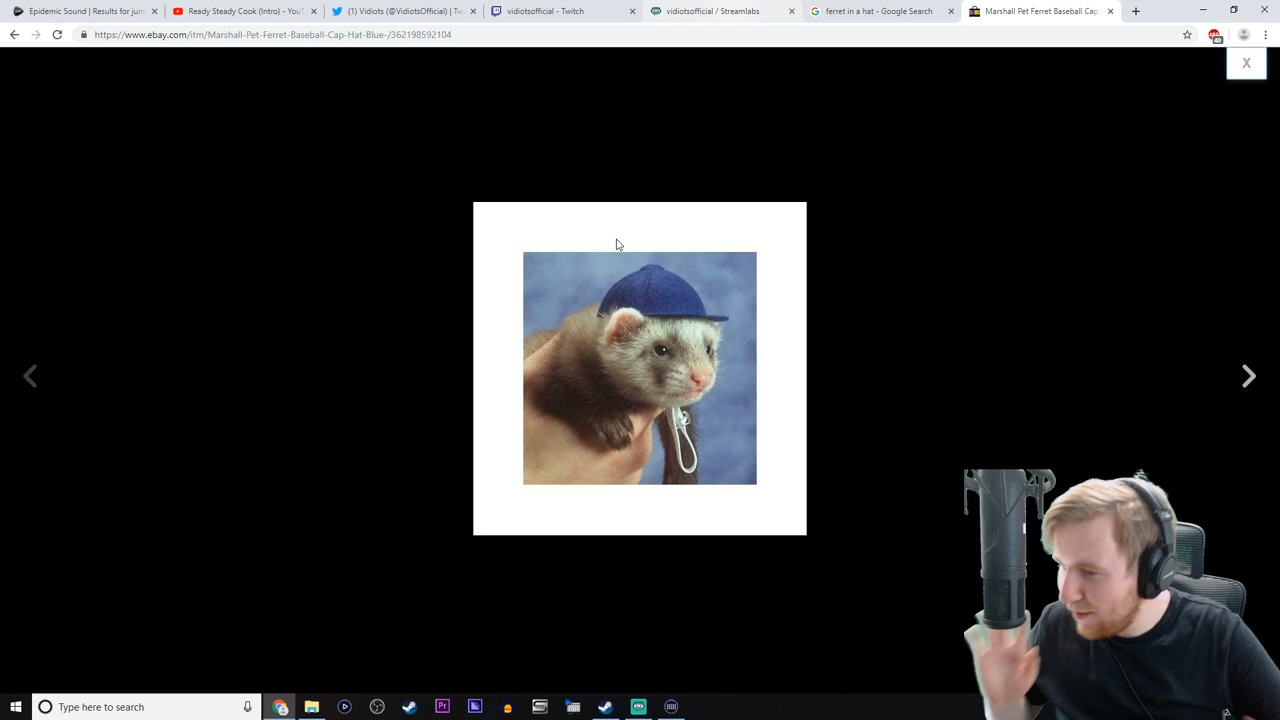 Epidemic Sound | Results for jum
Ready Steady Cook (Intro) - YouT
(1) Vidiots (@VidiotsOfficial) | Tw
vidiotsofficial - Twitch
vidiotsofficial / Streamlabs
ferret in a hat - Google Search
Marshall Pet Ferret Baseball Cap
https://www.ebay.com/itm/Marshall-Pet-Ferret-Baseball-Cap-Hat-Blue-/362198592104
X
Type here to search
Pr